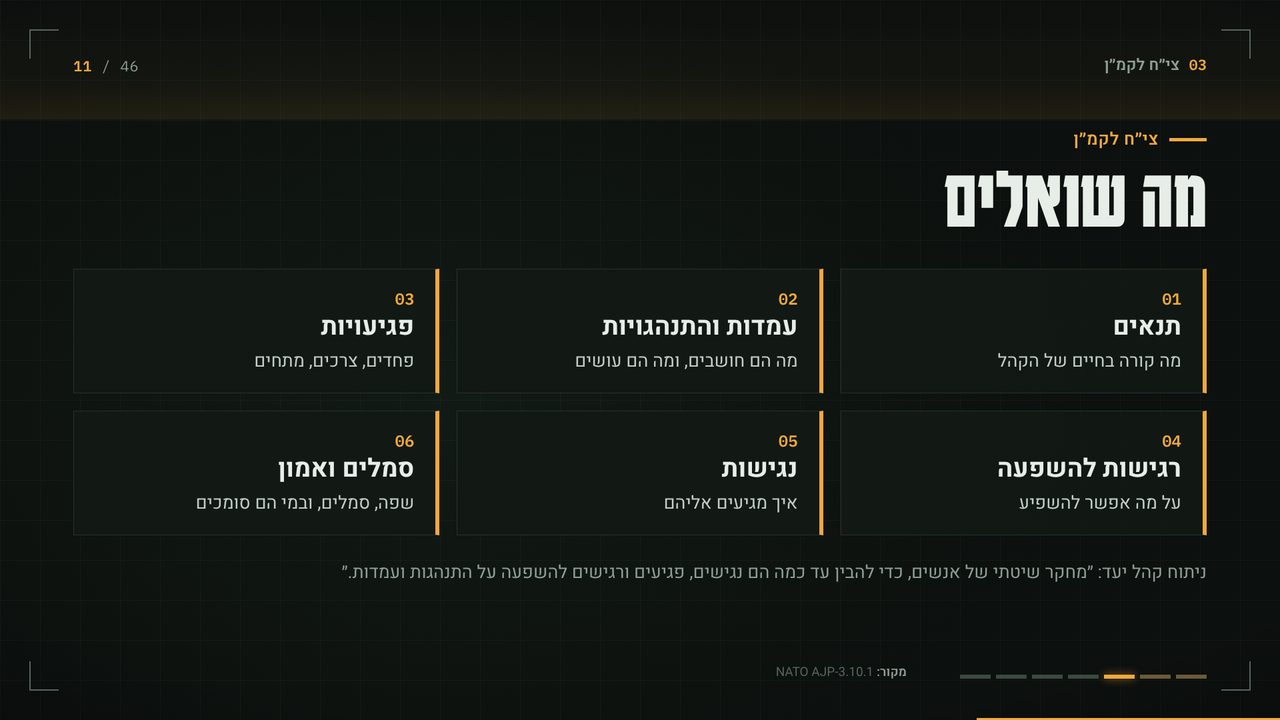 03 צי״ח לקמ״ן
11 / 46
צי״ח לקמ״ן
מה שואלים
01
תנאים
מה קורה בחיים של הקהל
02
עמדות והתנהגויות
מה הם חושבים, ומה הם עושים
03
פגיעויות
פחדים, צרכים, מתחים
04
רגישות להשפעה
על מה אפשר להשפיע
05
נגישות
איך מגיעים אליהם
06
סמלים ואמון
שפה, סמלים, ובמי הם סומכים
ניתוח קהל יעד: ״מחקר שיטתי של אנשים, כדי להבין עד כמה הם נגישים, פגיעים ורגישים להשפעה על התנהגות ועמדות.״
מקור: NATO AJP-3.10.1